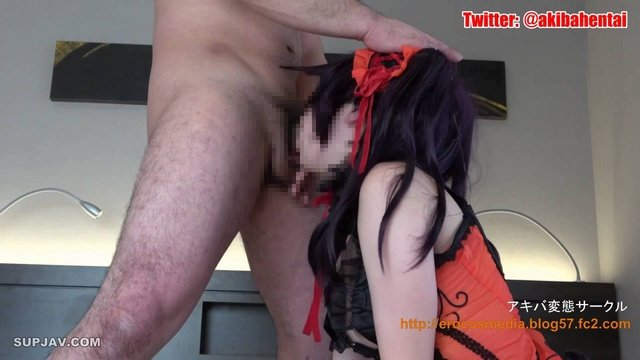 Twitter: @akibahentai
アキバ変態サークル
http://erocosmedia.blog57.fc2.com
SUPJAV.COM